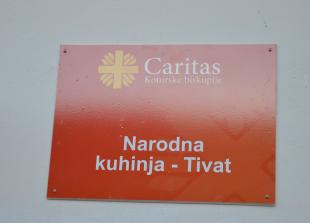 Caritas
Kotorske biskupije
Narodna
kuhinja - Tivat